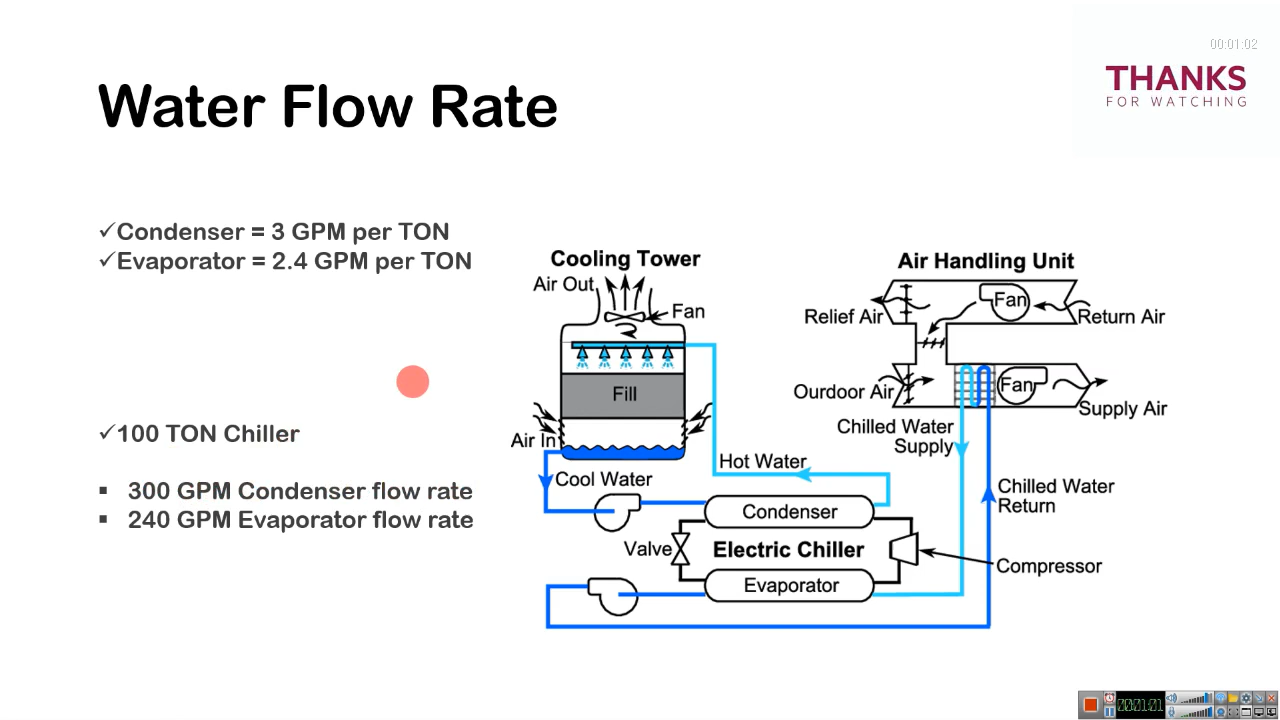 00:01:02
THANKS
FOR WATCHING
Water Flow Rate
✓Condenser = 3 GPM per TON
✓Evaporator = 2.4 GPM per TON
✓100 TON Chiller
▪ 300 GPM Condenser flow rate
▪ 240 GPM Evaporator flow rate
Cooling Tower
Air Out
Fan
Fill
Air In
Cool Water
Hot Water
Air Handling Unit
Relief Air
Fan
Return Air
Ourdoor Air
Fan
Supply Air
Chilled Water
Supply
Chilled Water
Return
Condenser
Valve
Electric Chiller
Compressor
Evaporator
00:01:01